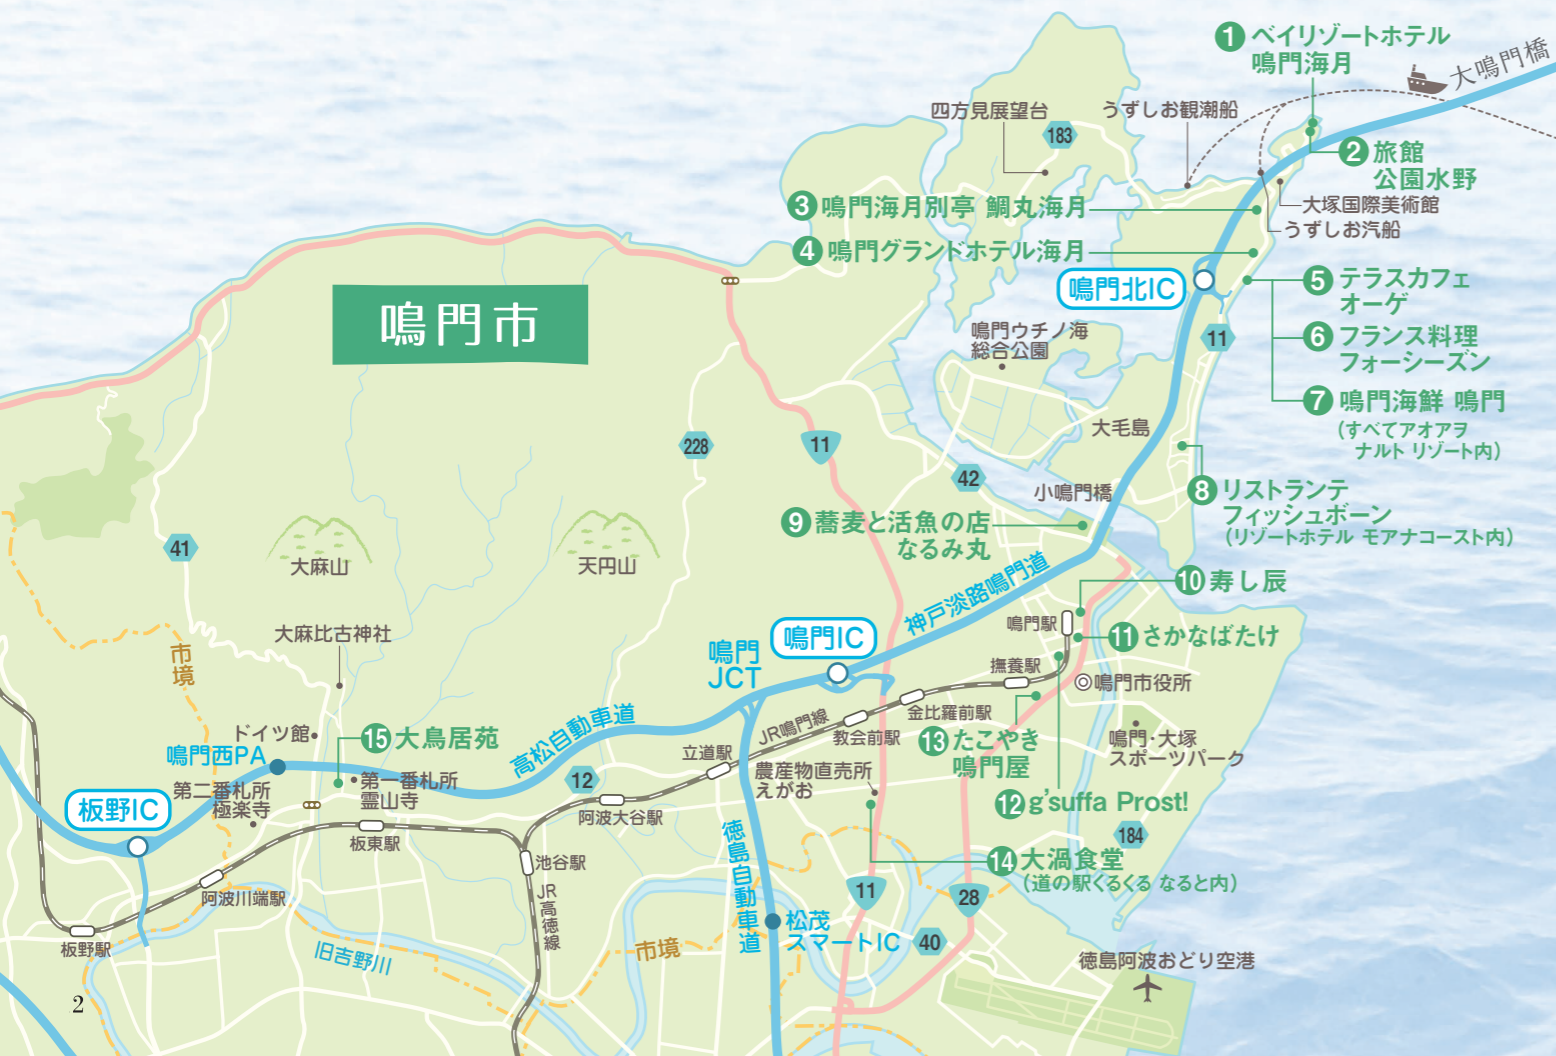 ❶ ベイリゾートホテル
鳴門海月
大鳴門橋
四方見展望台
うずしお観潮船
183
❷ 旅館
公園水野
❸ 鳴門海月別亭 鯛丸海月
大塚国際美術館
うずしお汽船
❹ 鳴門グランドホテル海月
鳴門北IC
❺ テラスカフェ
オーゲ
鳴門市
鳴門ウチノ海
総合公園
11
❻ フランス料理
フォーシーズン
❼ 鳴門海鮮 鳴門
(すべてアオアヲ
ナルト リゾート内)
大毛島
228
11
42
小鳴門橋
❽ リストランテ
フィッシュボーン
(リゾートホテル モアナコースト内)
❾ 蕎麦と活魚の店
なるみ丸
41
大麻山
天円山
神戸淡路鳴門道
❿ 寿し辰
大麻比古神社
鳴門駅
⓫ さかなばたけ
市境
鳴門
JCT
鳴門IC
撫養駅
鳴門市役所
金比羅前駅
ドイツ館
⓯ 大鳥居苑
高松自動車道
JR鳴門線
教会前駅
⓭ たこやき
鳴門屋
鳴門・大塚
スポーツパーク
鳴門西PA
立道駅
第二番札所
極楽寺
第一番札所
霊山寺
12
農産物直売所
えがお
⓬ g'suffa Prost!
板野IC
阿波大谷駅
板東駅
徳島自動車道
184
池谷駅
⓮ 大渦食堂
(道の駅くるくる なると内)
阿波川端駅
JR高徳線
11
28
板野駅
旧吉野川
市境
松茂
スマートIC
40
徳島阿波おどり空港
2